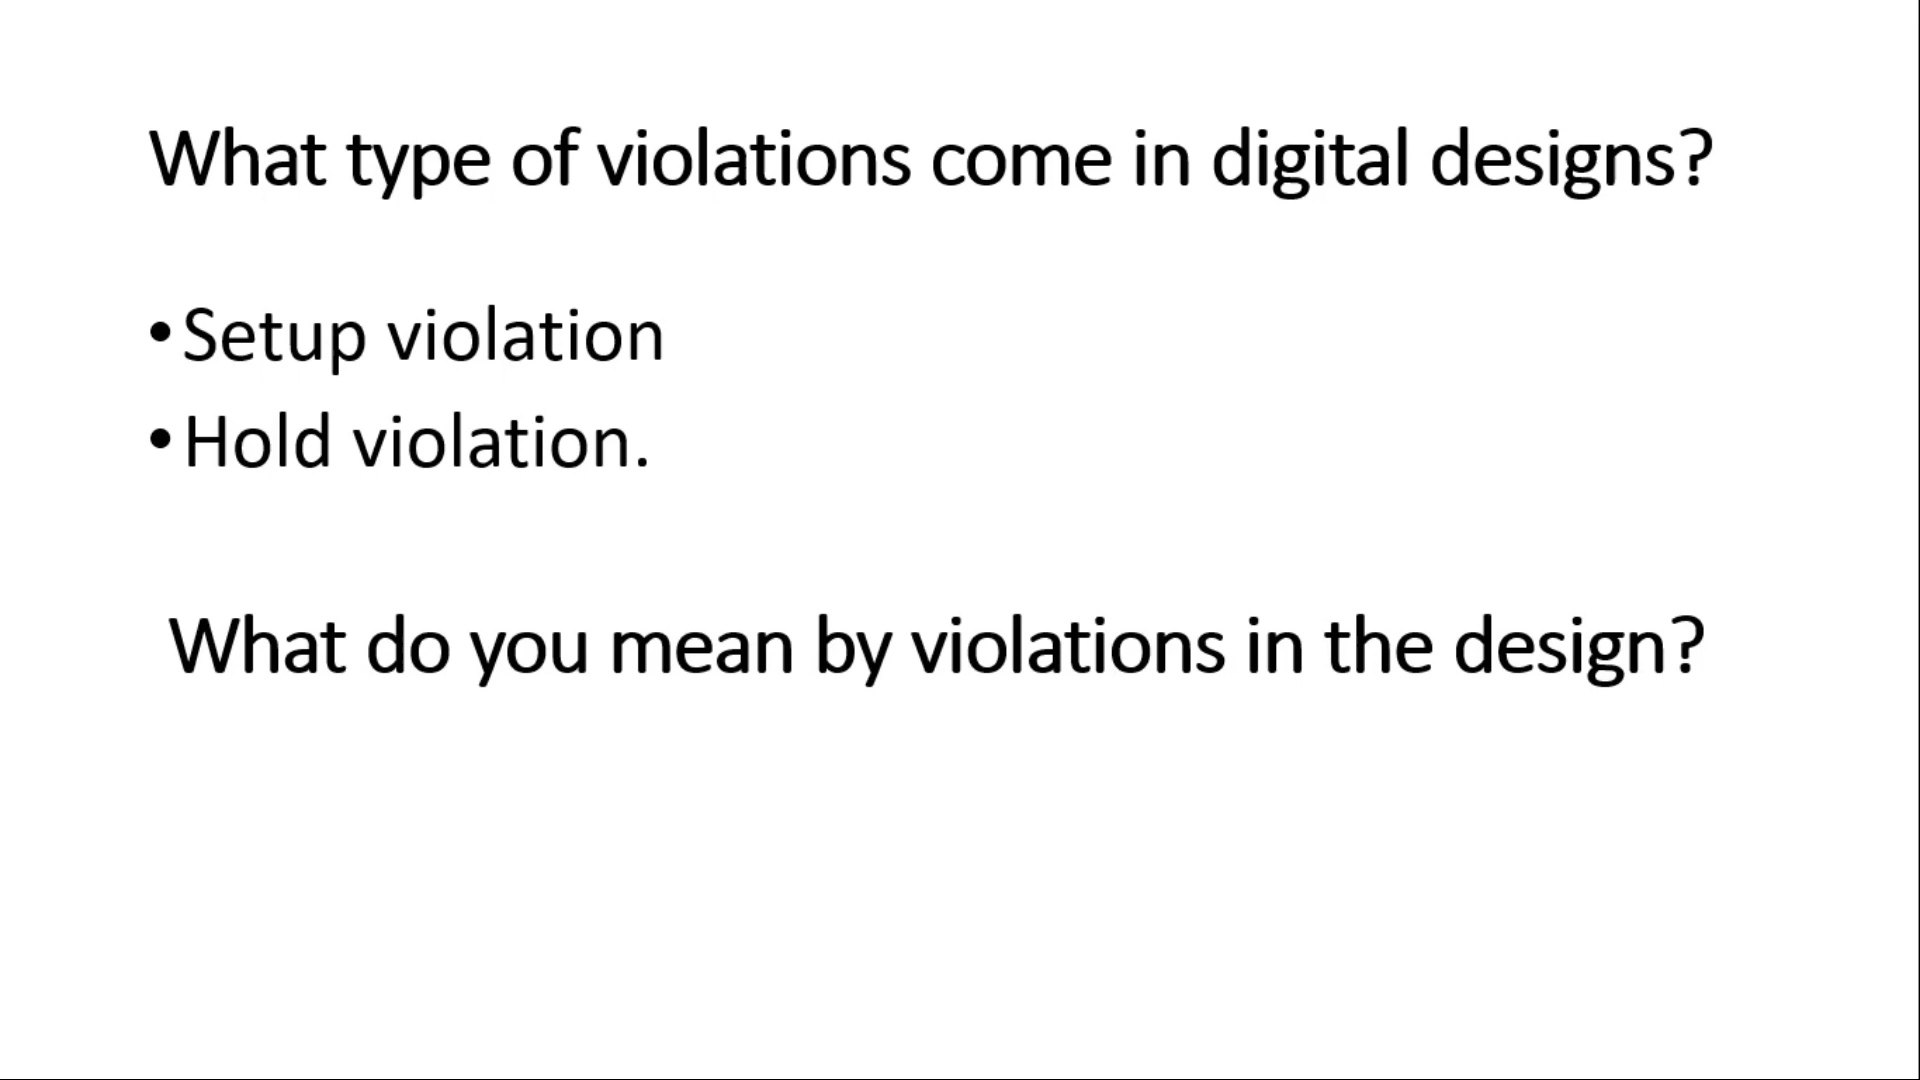 What type of violations come in digital designs?
•Setup violation
•Hold violation.
What do you mean by violations in the design?